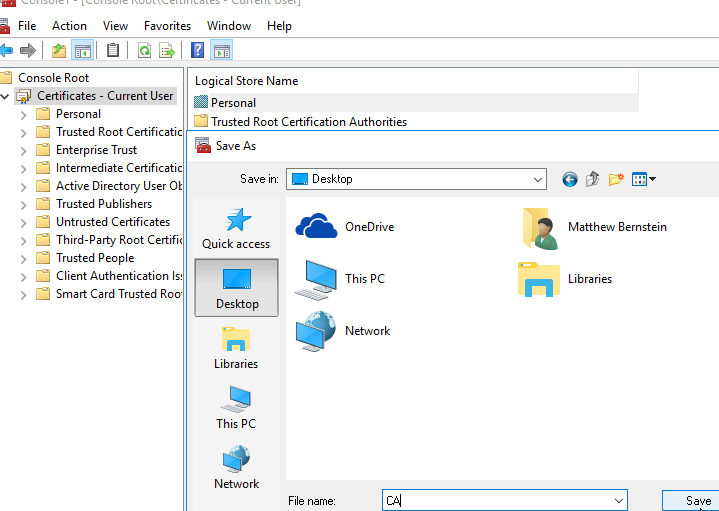 Console1 - [Console Root\Certificates - Current User]
File Action View Favorites Window Help
Console Root
Certificates - Current User
Personal
Trusted Root Certificatic
Enterprise Trust
Intermediate Certificatic
Active Directory User Ob
Trusted Publishers
Untrusted Certificates
Third-Party Root Certific
Trusted People
Client Authentication Iss
Smart Card Trusted Roo
Logical Store Name
Personal
Trusted Root Certification Authorities
Save As
Save in: Desktop
Quick access
Desktop
Libraries
This PC
Network
OneDrive
Matthew Bernstein
This PC
Libraries
Network
File name: CA
Save